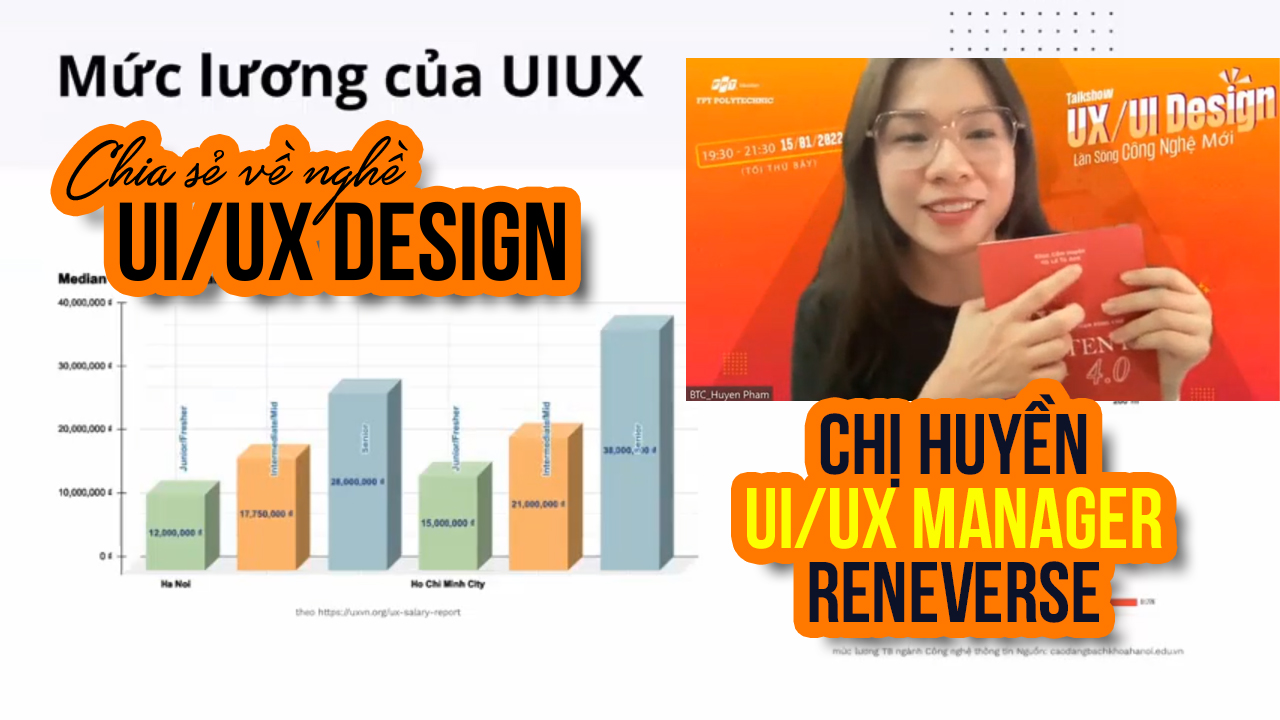 Mức lương của UIUX
Chia sẻ về nghề
UI/UX DESIGN
Median
40,000,000 ₫
30,000,000 ₫
20,000,000 ₫
10,000,000 ₫
0 ₫
Junior/Fresher
Intermediate/Mid
Senior
Junior/Fresher
Intermediate/Mid
Senior
12,000,000 ₫
17,750,000 ₫
28,000,000 ₫
15,000,000 ₫
21,000,000 ₫
Ha Noi
Ho Chi Minh City
theo https://uxvn.org/ux-salary-report
FPT
FPT POLYTECHNIC
19:30 - 21:30 15/01/2022
(TỐI THỨ BẢY)
Talkshow
UX/UI Design
Làn Sóng Công Nghệ Mới
4.0
BTC_Huyen Pham
CHỊ HUYỀN
UI/UX MANAGER
RENEVERSE
mức lương TB ngành Công nghệ thông tin Nguồn: caodangbachkhoahanoi.edu.vn